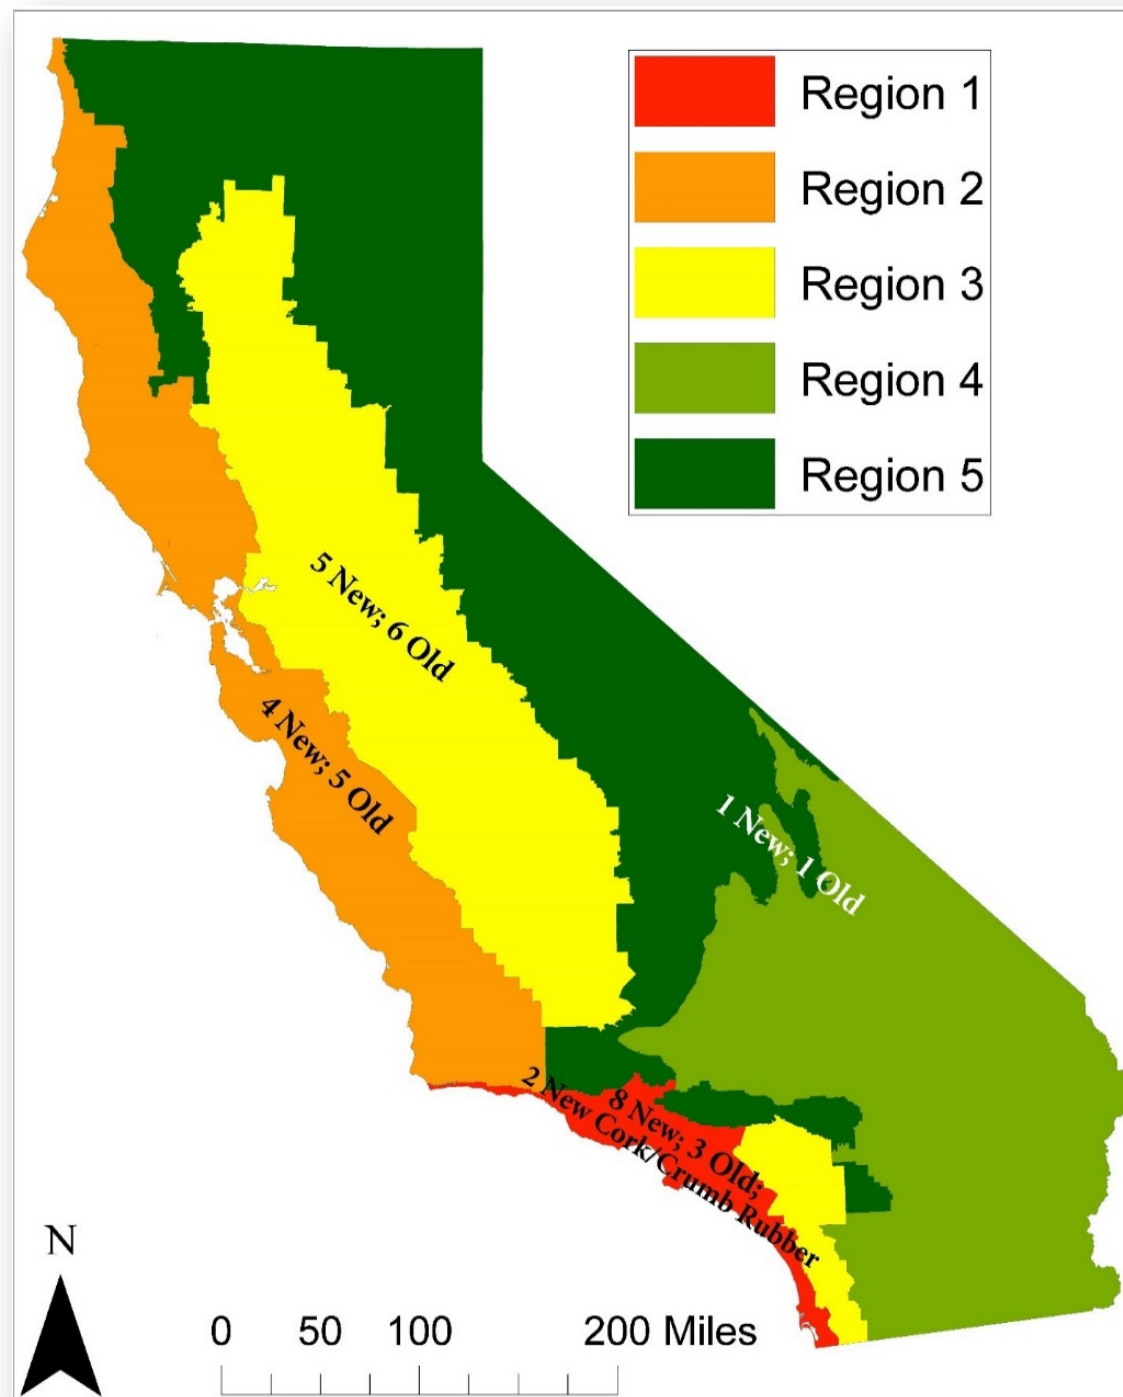 Region 1
Region 2
Region 3
Region 4
Region 5
5 New; 6 Old
4 New; 5 Old
1 New; 1 Old
8 New; 3 Old;
2 New Cork/Crumb Rubber
N
0 50 100 200 Miles